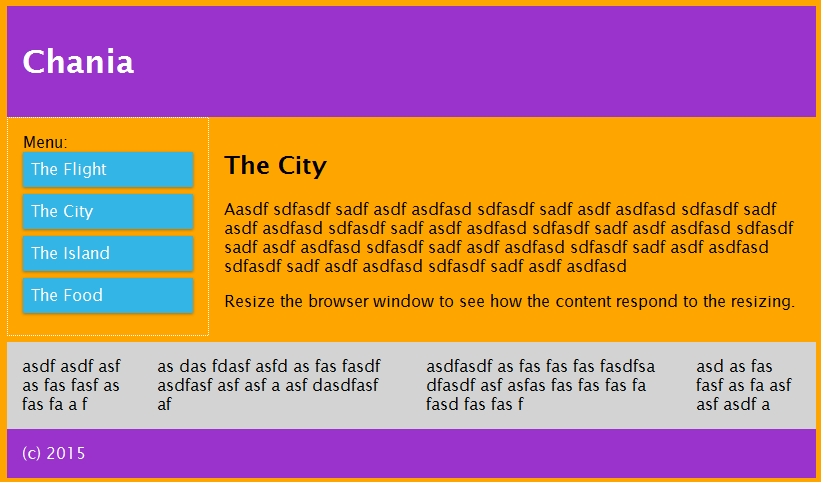 Chania
Menu:
The Flight
The City
The Island
The Food
The City
Aasdf sdfasdf sadf asdf asdfasd sdfasdf sadf asdf asdfasd sdfasdf sadf
asdf asdfasd sdfasdf sadf asdf asdfasd sdfasdf sadf asdf asdfasd sdfasdf
sadf asdf asdfasd sdfasdf sadf asdf asdfasd sdfasdf sadf asdf asdfasd
sdfasdf sadf asdf asdfasd sdfasdf sadf asdf asdfasd
Resize the browser window to see how the content respond to the resizing.
asdf asdf asf
as fas fasf as
fas fa a f
as das fdasf asfd as fas fasdf
asdfasf asf asf a asf dasdfasf
af
asdfasdf as fas fas fas fasdfsa
dfasdf asf asfas fas fas fas fa
fasd fas fas f
asd as fas
fasf as fa asf
asf asdf a
(c) 2015